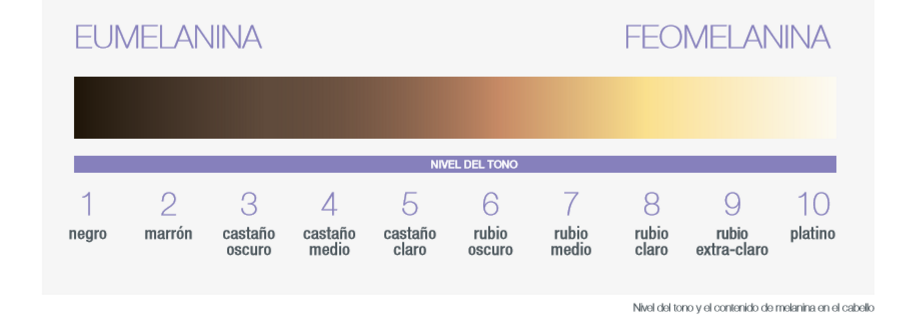 EUMELANINA
FEOMELANINA
NIVEL DEL TONO
1 2 3 4 5 6 7 8 9 10
negro marrón castaño castaño castaño rubio rubio rubio rubio platino
oscuro medio claro oscuro medio claro extra-claro
Nivel del tono y el contenido de melanina en el cabello